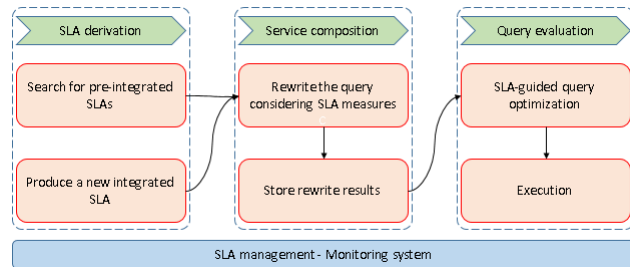 SLA derivation
Service composition
Query evaluation
Search for pre-integrated
SLAs
Rewrite the query
considering SLA measures
SLA-guided query
optimization
Produce a new integrated
SLA
Store rewrite results
Execution
SLA management - Monitoring system